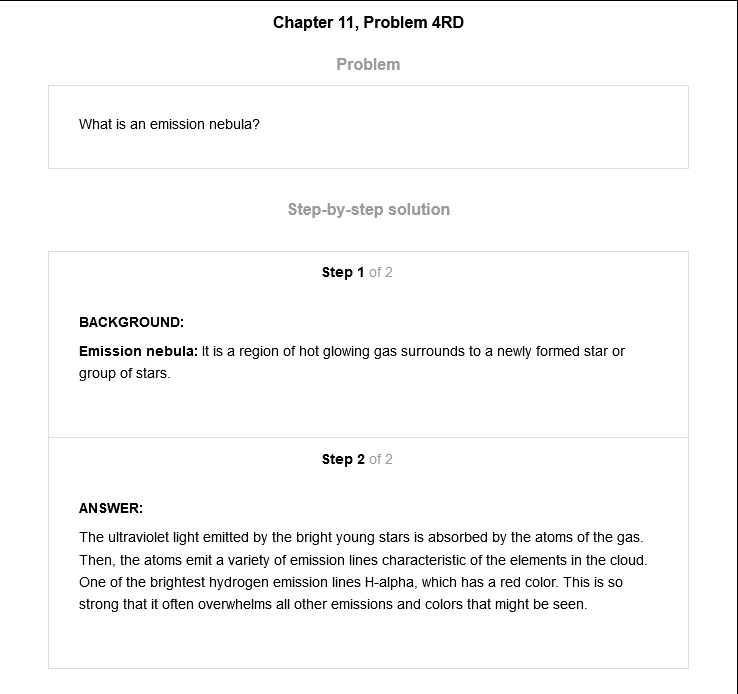 Chapter 11, Problem 4RD
Problem
What is an emission nebula?
Step-by-step solution
Step 1 of 2
BACKGROUND:
Emission nebula: It is a region of hot glowing gas surrounds to a newly formed star or
group of stars.
Step 2 of 2
ANSWER:
The ultraviolet light emitted by the bright young stars is absorbed by the atoms of the gas.
Then, the atoms emit a variety of emission lines characteristic of the elements in the cloud.
One of the brightest hydrogen emission lines H-alpha, which has a red color. This is so
strong that it often overwhelms all other emissions and colors that might be seen.